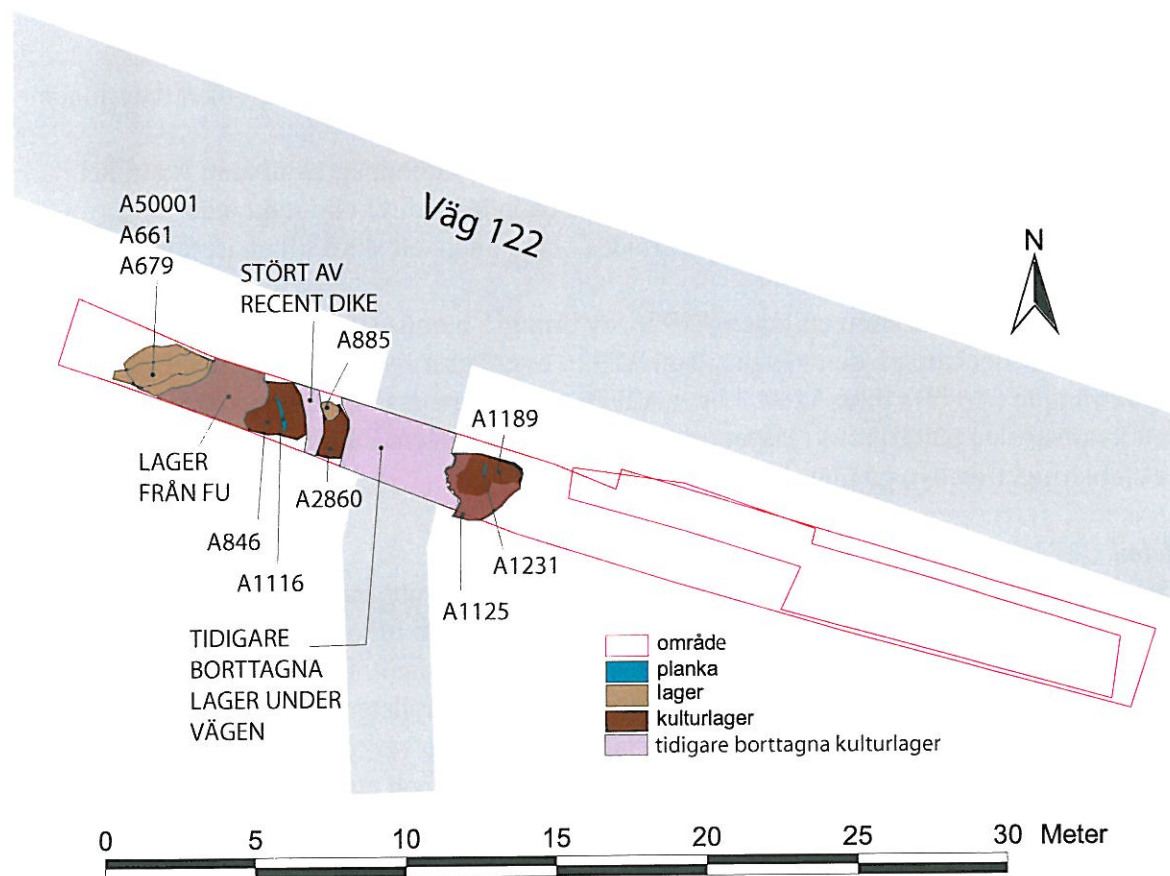 A50001
A661
A679
Väg 122
N
STÖRT AV
RECENT DIKE
A885
A1189
LAGER
FRÅN FU
A2860
A846
A1231
A1116
A1125
TIDIGARE
BORTTAGNA
LAGER UNDER
VÄGEN
område
planka
lager
kulturlager
tidigare borttagna kulturlager
0 5 10 15 20 25 30 Meter